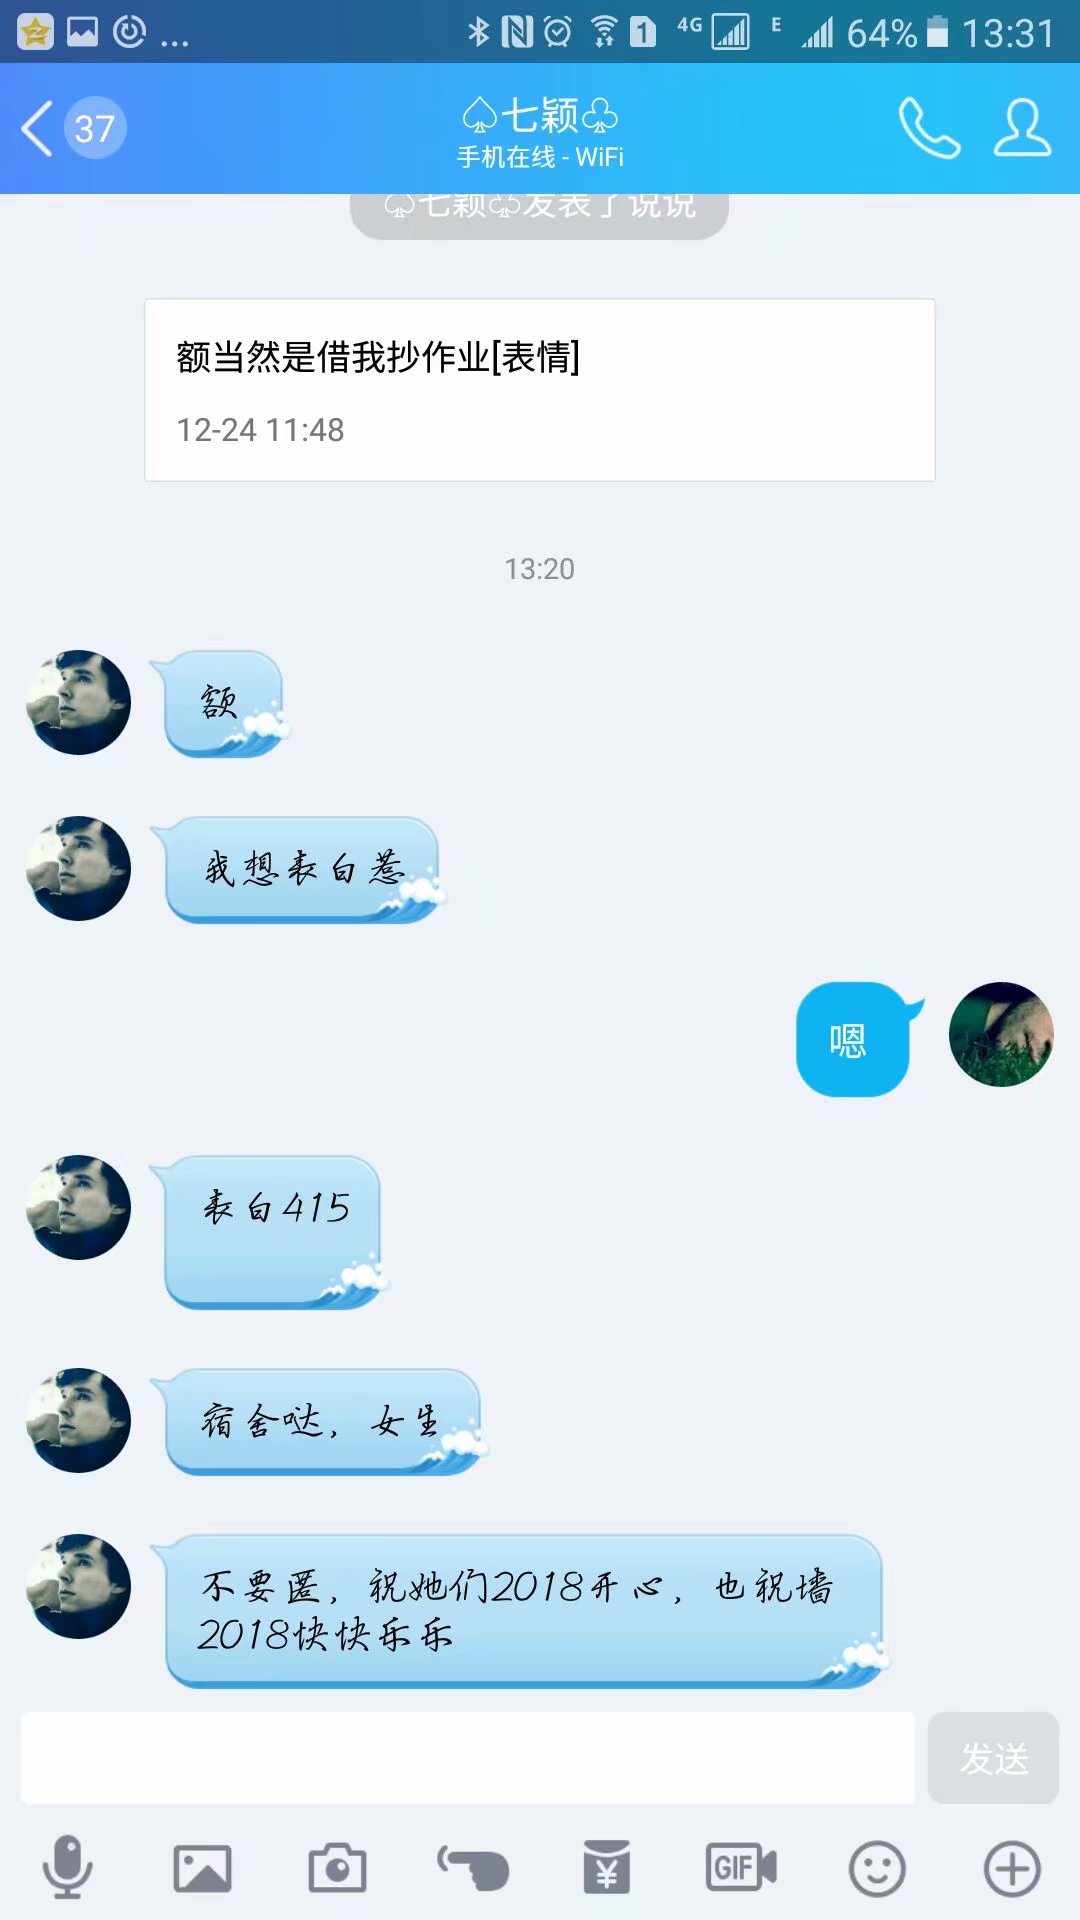 ... 1 4G E 64% 13:31
37
♤七颖♧
手机在线 - WiFi
♤七颖♧发表了说说
额当然是借我抄作业[表情]
12-24 11:48
13:20
额
我想表白惹
嗯
表白415
宿舍哒，女生
不要匿，祝她们2018开心，也祝墙
2018快快乐乐
发送
¥
GIF